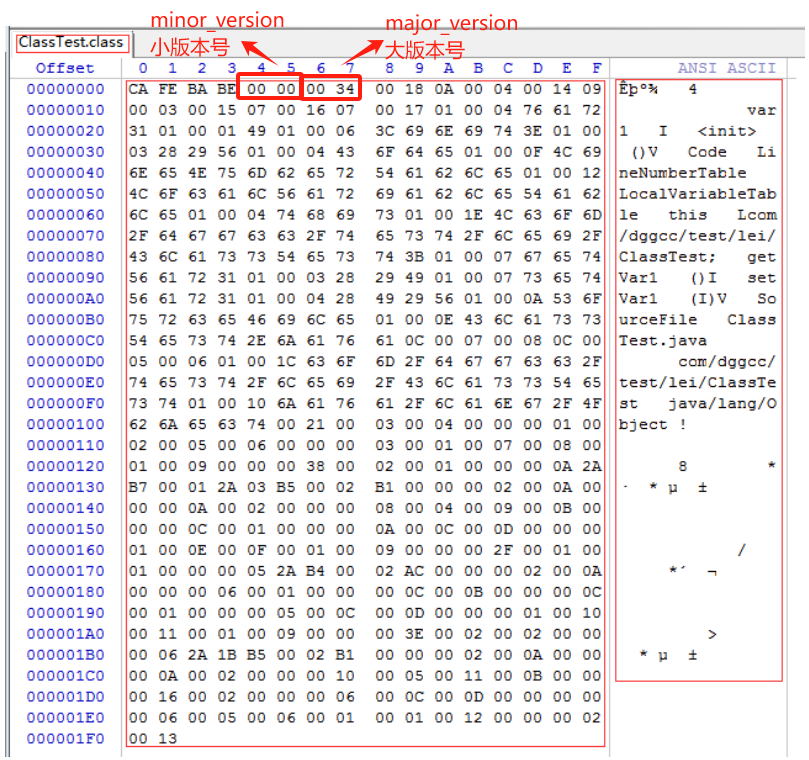 minor_version
小版本号
major_version
大版本号
ClassTest.class
Offset 0 1 2 3 4 5 6 7 8 9 A B C D E F ANSI ASCII
00000000 CA FE BA BE 00 00 00 34 00 18 0A 00 04 00 14 09 Êþº¾ 4
00000010 00 03 00 15 07 00 16 07 00 17 01 00 04 76 61 72 var
00000020 31 01 00 01 49 01 00 06 3C 69 6E 69 74 3E 01 00 1 I <init>
00000030 03 28 29 56 01 00 04 43 6F 64 65 01 00 0F 4C 69 ()V Code Li
00000040 6E 65 4E 75 6D 62 65 72 54 61 62 6C 65 01 00 12 neNumberTable
00000050 4C 6F 63 61 6C 56 61 72 69 61 62 6C 65 54 61 62 LocalVariableTab
00000060 6C 65 01 00 04 74 68 69 73 01 00 1E 4C 63 6F 6D le this Lcom
00000070 2F 64 67 67 63 63 2F 74 65 73 74 2F 6C 65 69 2F /dggcc/test/lei/
00000080 43 6C 61 73 73 54 65 73 74 3B 01 00 07 67 65 74 ClassTest; get
00000090 56 61 72 31 01 00 03 28 29 49 01 00 07 73 65 74 Var1 ()I set
000000A0 56 61 72 31 01 00 04 28 49 29 56 01 00 0A 53 6F Var1 (I)V So
000000B0 75 72 63 65 46 69 6C 65 01 00 0E 43 6C 61 73 73 urceFile Class
000000C0 54 65 73 74 2E 6A 61 76 61 0C 00 07 00 08 0C 00 Test.java
000000D0 05 00 06 01 00 1C 63 6F 6D 2F 64 67 67 63 63 2F com/dggcc/
000000E0 74 65 73 74 2F 6C 65 69 2F 43 6C 61 73 73 54 65 test/lei/ClassTe
000000F0 73 74 01 00 10 6A 61 76 61 2F 6C 61 6E 67 2F 4F st java/lang/O
00000100 62 6A 65 63 74 00 21 00 03 00 04 00 00 00 01 00 bject !
00000110 02 00 05 00 06 00 00 00 03 00 01 00 07 00 08 00
00000120 01 00 09 00 00 00 38 00 02 00 01 00 00 00 0A 2A 8 *
00000130 B7 00 01 2A 03 B5 00 02 B1 00 00 00 02 00 0A 00 · * µ ±
00000140 00 00 0A 00 02 00 00 00 08 00 04 00 09 00 0B 00
00000150 00 00 0C 00 01 00 00 00 0A 00 0C 00 0D 00 00 00
00000160 01 00 0E 00 0F 00 01 00 09 00 00 00 2F 00 01 00 /
00000170 01 00 00 00 05 2A B4 00 02 AC 00 00 00 02 00 0A *´ ¬
00000180 00 00 00 06 00 01 00 00 00 0C 00 0B 00 00 00 0C
00000190 00 01 00 00 00 05 00 0C 00 0D 00 00 00 01 00 10
000001A0 00 11 00 01 00 09 00 00 00 3E 00 02 00 02 00 00 >
000001B0 00 06 2A 1B B5 00 02 B1 00 00 00 02 00 0A 00 00 * µ ±
000001C0 00 0A 00 02 00 00 00 10 00 05 00 11 00 0B 00 00
000001D0 00 16 00 02 00 00 00 06 00 0C 00 0D 00 00 00 00
000001E0 00 06 00 05 00 06 00 01 00 01 00 12 00 00 00 02
000001F0 00 13